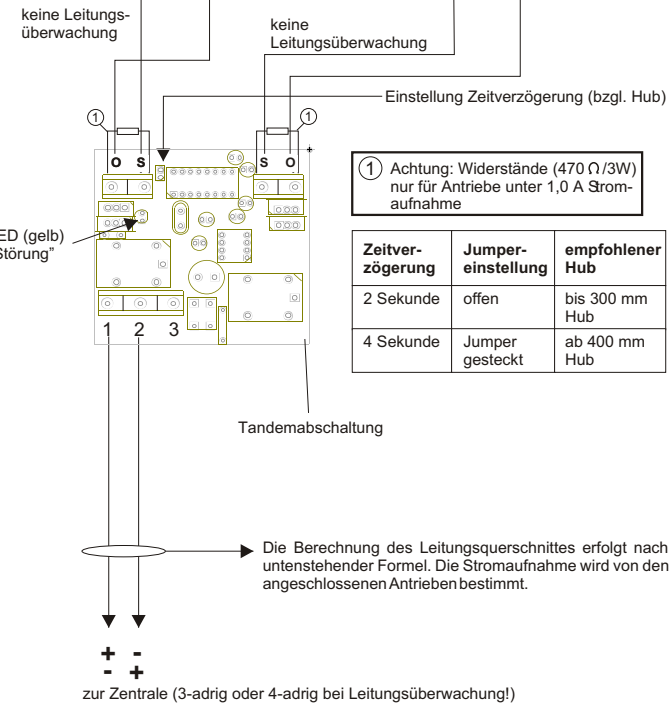 keine Leitungs-
überwachung
keine
Leitungsüberwachung
Einstellung Zeitverzögerung (bzgl. Hub)
1
1
O S
S O
1 Achtung: Widerstände (470 Ω/3W)
nur für Antriebe unter 1,0 A Strom-
aufnahme
ED (gelb)
Störung”
Zeitver-
zögerung
Jumper-
einstellung
empfohlener
Hub
2 Sekunde
offen
bis 300 mm
Hub
4 Sekunde
Jumper
gesteckt
ab 400 mm
Hub
1 2 3
Tandemabschaltung
Die Berechnung des Leitungsquerschnittes erfolgt nach
untenstehender Formel. Die Stromaufnahme wird von den
angeschlossenen Antrieben bestimmt.
+ -
- +
zur Zentrale (3-adrig oder 4-adrig bei Leitungsüberwachung!)